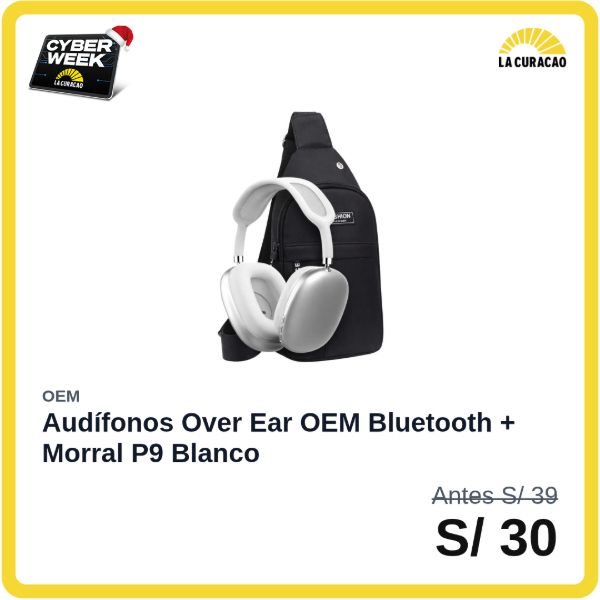 CYBER
WEEK
LA CURACAO
LA CURACAO
OEM
Audífonos Over Ear OEM Bluetooth +
Morral P9 Blanco
Antes S/ 39
S/ 30